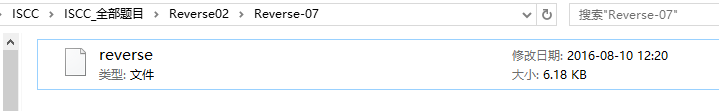 ISCC > ISCC_全部题目 > Reverse02 > Reverse-07 搜索"Reverse-07"
reverse 修改日期: 2016-08-10 12:20
类型: 文件 大小: 6.18 KB